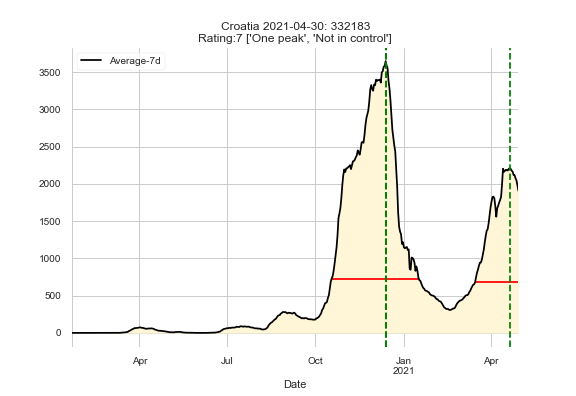 Croatia 2021-04-30: 332183
Rating:7 ['One peak', 'Not in control']
Average-7d
3500
3000
2500
2000
1500
1000
500
0
Apr
Jul
Oct
Jan
2021
Apr
Date